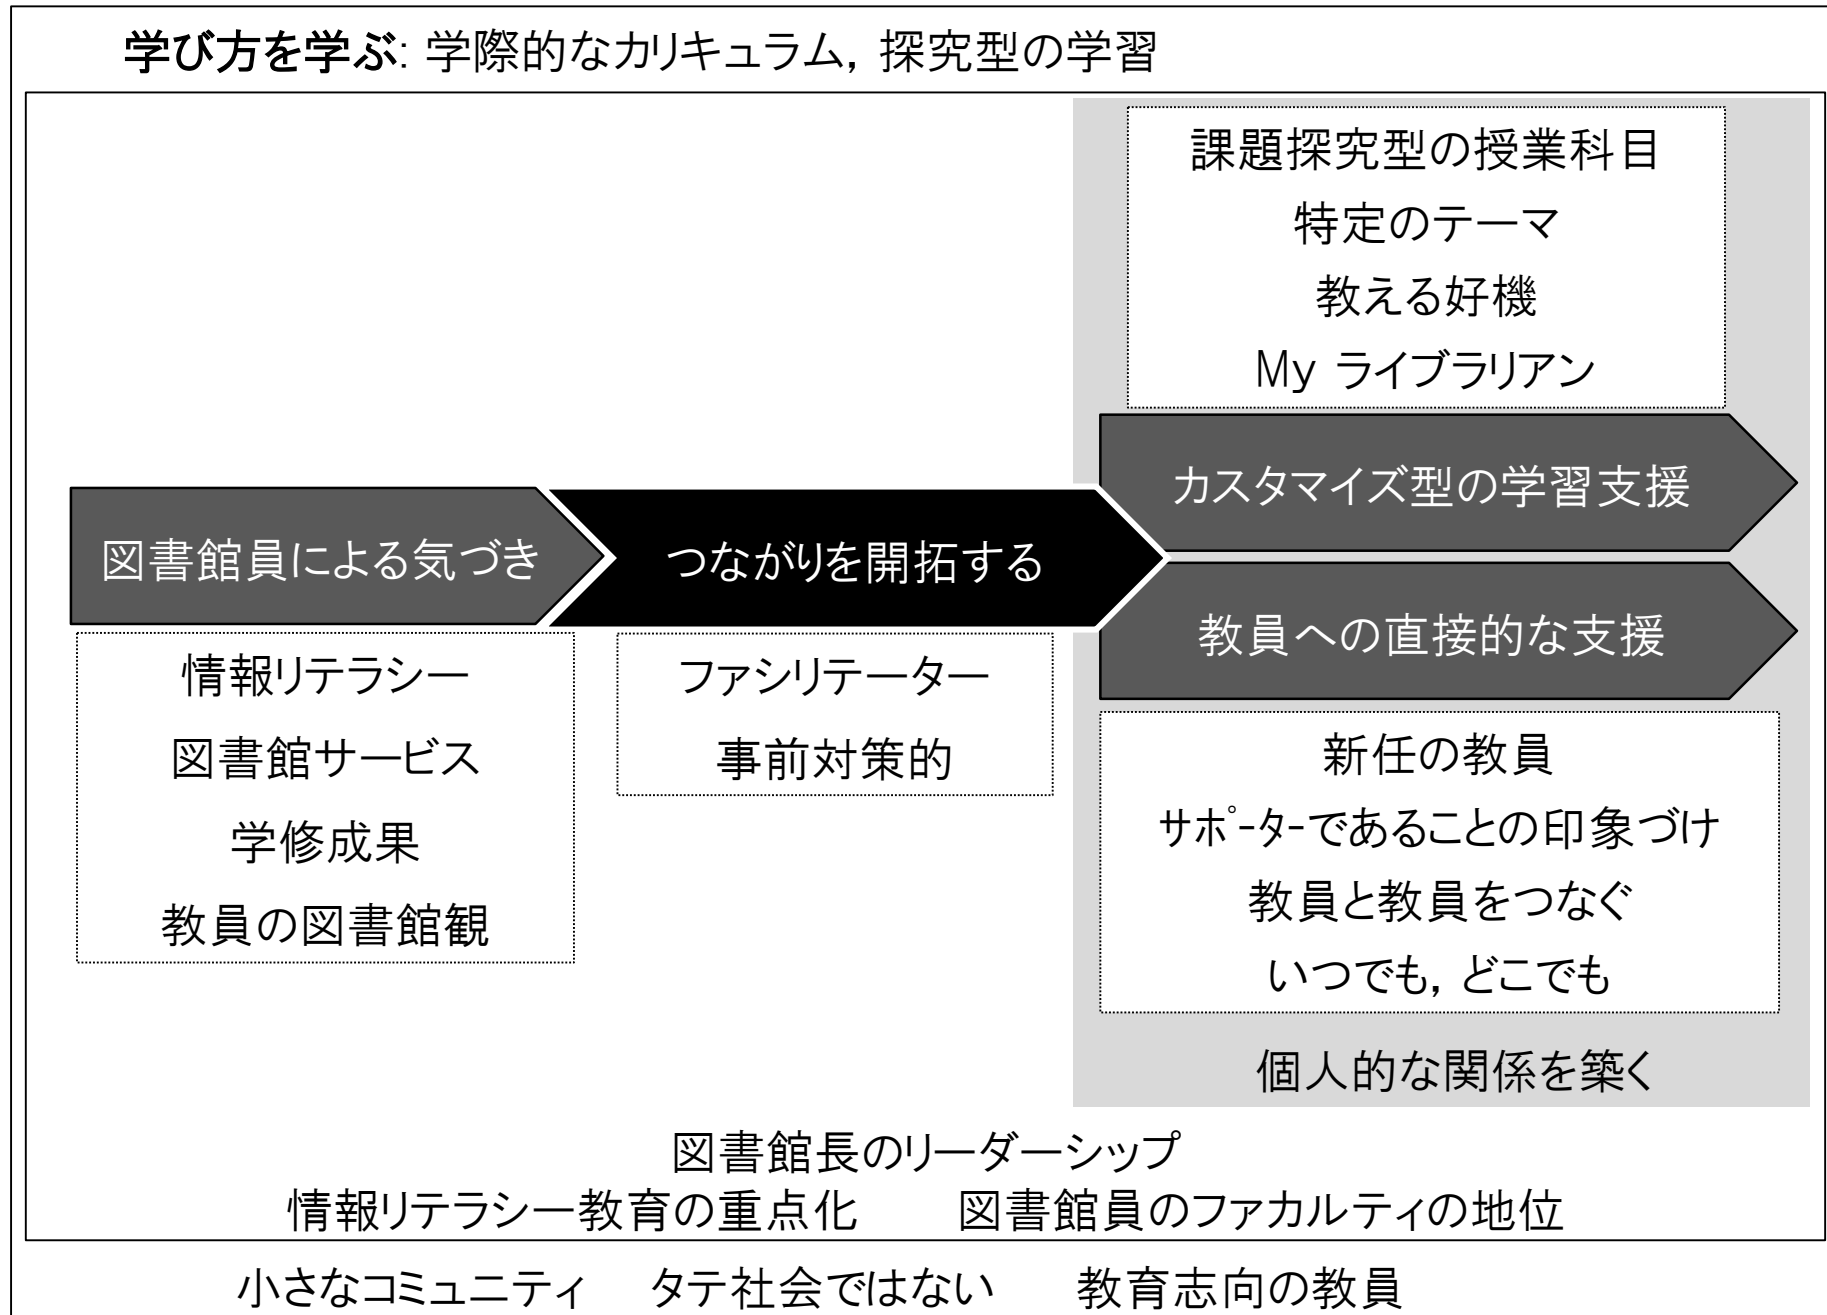 学び方を学ぶ: 学際的なカリキュラム, 探究型の学習
課題探究型の授業科目
特定のテーマ
教える好機
My ライブラリアン
カスタマイズ型の学習支援
図書館員による気づき
つながりを開拓する
教員への直接的な支援
情報リテラシー
図書館サービス
学修成果
教員の図書館観
ファシリテーター
事前対策的
新任の教員
ｻﾎﾟｰﾀｰであることの印象づけ
教員と教員をつなぐ
いつでも, どこでも
個人的な関係を築く
図書館長のリーダーシップ
情報リテラシー教育の重点化 図書館員のファカルティの地位
小さなコミュニティ タテ社会ではない 教育志向の教員